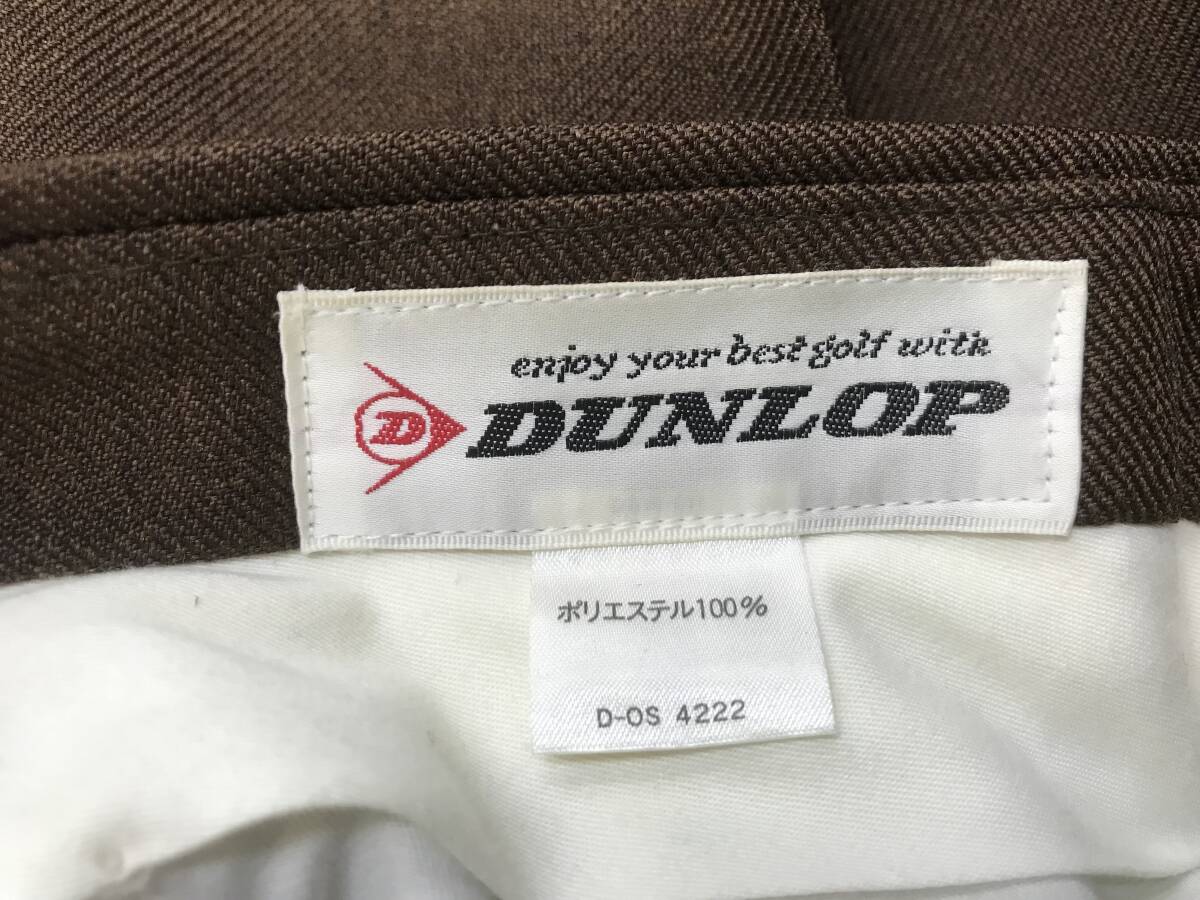 enjoy your best golf with
D DUNLOP
ポリエステル100%
D-OS 4222